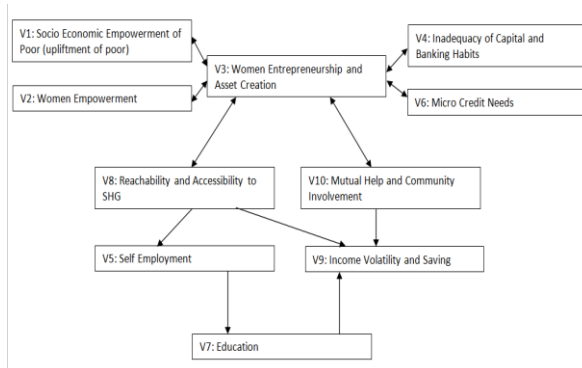 V1: Socio Economic Empowerment of
Poor (upliftment of poor)
V4: Inadequacy of Capital and
Banking Habits
V3: Women Entrepreneurship and
Asset Creation
V2: Women Empowerment
V6: Micro Credit Needs
V8: Reachability and Accessibility to
SHG
V10: Mutual Help and Community
Involvement
V5: Self Employment
V9: Income Volatility and Saving
V7: Education